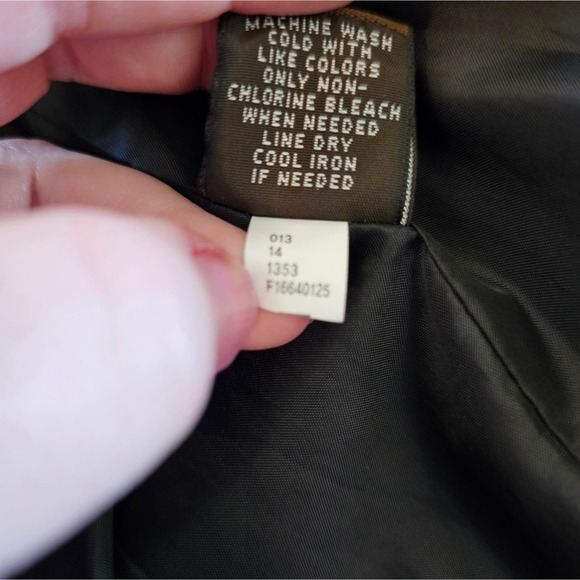 MACHINE WASH
COLD WITH
LIKE COLORS
ONLY NON-
CHLORINE BLEACH
WHEN NEEDED
LINE DRY
COOL IRON
IF NEEDED
013
14
1353
F16640125